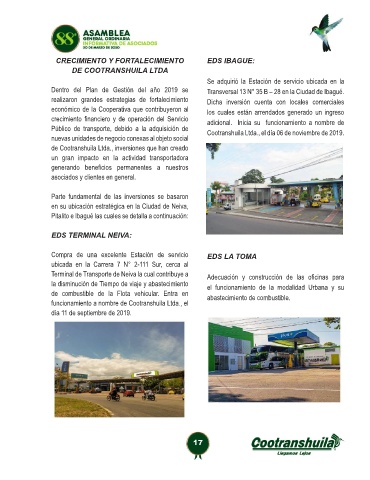 88ª
ASAMBLEA
GENERAL ORDINARIA
INFORMATIVA DE ASOCIADOS
20 DE MARZO DE 2020
CRECIMIENTO Y FORTALECIMIENTO
DE COOTRANSHUILA LTDA
Dentro del Plan de Gestión del año 2019 se
realizaron grandes estrategias de fortalecimiento
económico de la Cooperativa que contribuyeron al
crecimiento financiero y de operación del Servicio
Público de transporte, debido a la adquisición de
nuevas unidades de negocio conexas al objeto social
de Cootranshuila Ltda., inversiones que han creado
un gran impacto en la actividad transportadora
generando beneficios permanentes a nuestros
asociados y clientes en general.
Parte fundamental de las inversiones se basaron
en su ubicación estratégica en la Ciudad de Neiva,
Pitalito e Ibagué las cuales se detalla a continuación:
EDS TERMINAL NEIVA:
Compra de una excelente Estación de servicio
ubicada en la Carrera 7 N° 2-111 Sur, cerca al
Terminal de Transporte de Neiva la cual contribuye a
la disminución de Tiempo de viaje y abastecimiento
de combustible de la Flota vehicular. Entra en
funcionamiento a nombre de Cootranshuila Ltda., el
día 11 de septiembre de 2019.
EDS IBAGUE:
Se adquirió la Estación de servicio ubicada en la
Transversal 13 N° 35 B – 28 en la Ciudad de Ibagué.
Dicha inversión cuenta con locales comerciales
los cuales están arrendados generado un ingreso
adicional. Inicia su funcionamiento a nombre de
Cootranshuila Ltda., el día 06 de noviembre de 2019.
EDS LA TOMA
Adecuación y construcción de las oficinas para
el funcionamiento de la modalidad Urbana y su
abastecimiento de combustible,
17
Cootranshuila
Llegamos Lejos